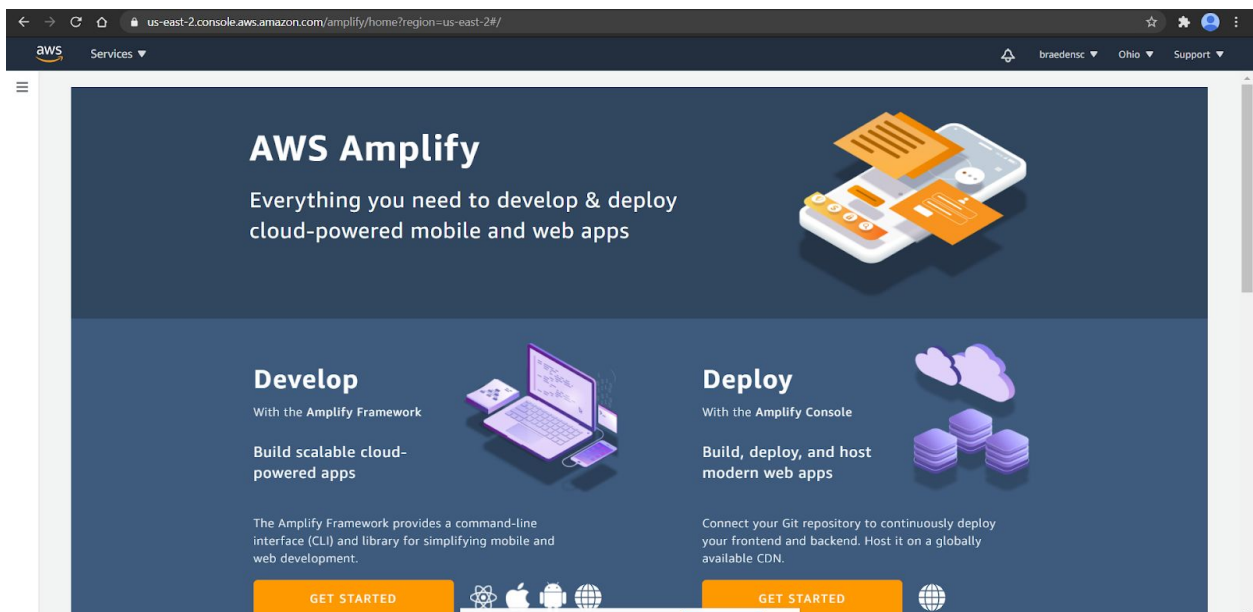 us-east-2.console.aws.amazon.com/amplify/home?region=us-east-2#/
aws
Services
braedensc
Ohio
Support
AWS Amplify
Everything you need to develop & deploy
cloud-powered mobile and web apps
Develop
With the Amplify Framework
Build scalable cloud-
powered apps
The Amplify Framework provides a command-line
interface (CLI) and library for simplifying mobile and
web development.
GET STARTED
Deploy
With the Amplify Console
Build, deploy, and host
modern web apps
Connect your Git repository to continuously deploy
your frontend and backend. Host it on a globally
available CDN.
GET STARTED